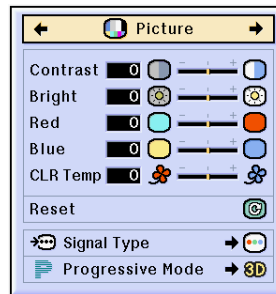 Picture
Contrast 0 - +
Bright 0 - +
Red 0 - +
Blue 0 - +
CLR Temp 0 - +
Reset
Signal Type
P Progressive Mode 3D